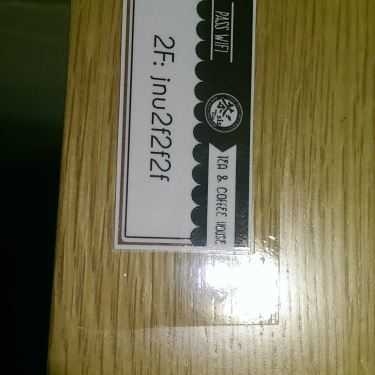 PASS WIFI
TEA & COFFEE HOUSE
2F: jnu2f2f2f